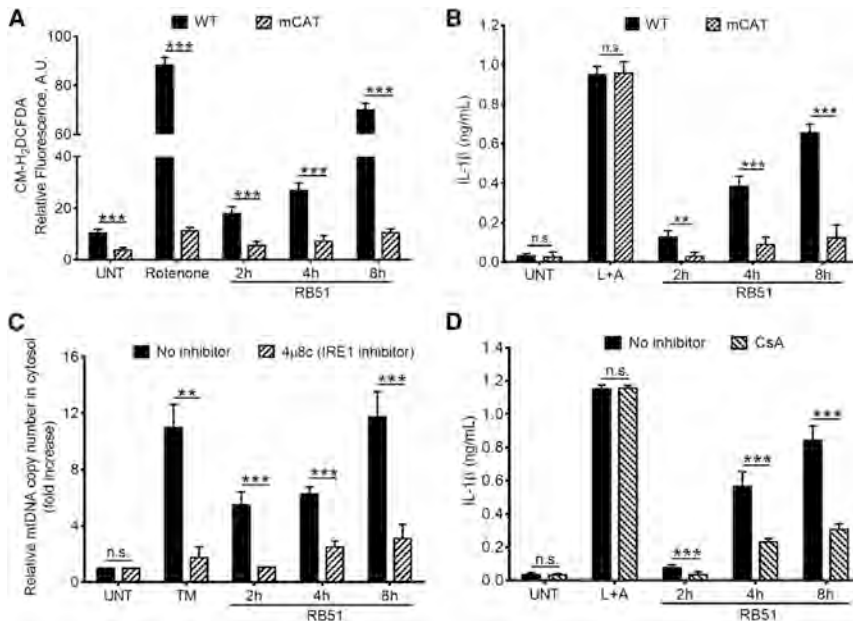 A
WT
mCAT
CM-H₂DCFDA
Relative Fluorescence, A.U.
100
80
60
40
20
0
***
***
***
***
***
UNT
Rotenone
2h
4h
8h
RB51
B
WT
mCAT
IL-1β (ng/mL)
1.2
1.0
0.8
0.6
0.4
0.2
0.0
n.s.
n.s.
**
***
***
UNT
L+A
2h
4h
8h
RB51
C
No inhibitor
4μ8c (IRE1 inhibitor)
Relative mtDNA copy number in cytosol
(fold increase)
16
12
8
4
0
n.s.
**
***
***
***
UNT
TM
2h
4h
8h
RB51
D
No inhibitor
CsA
IL-1β (ng/mL)
1.4
1.2
1.0
0.8
0.6
0.4
0.2
0.0
n.s.
n.s.
***
***
***
UNT
L+A
2h
4h
8h
RB51